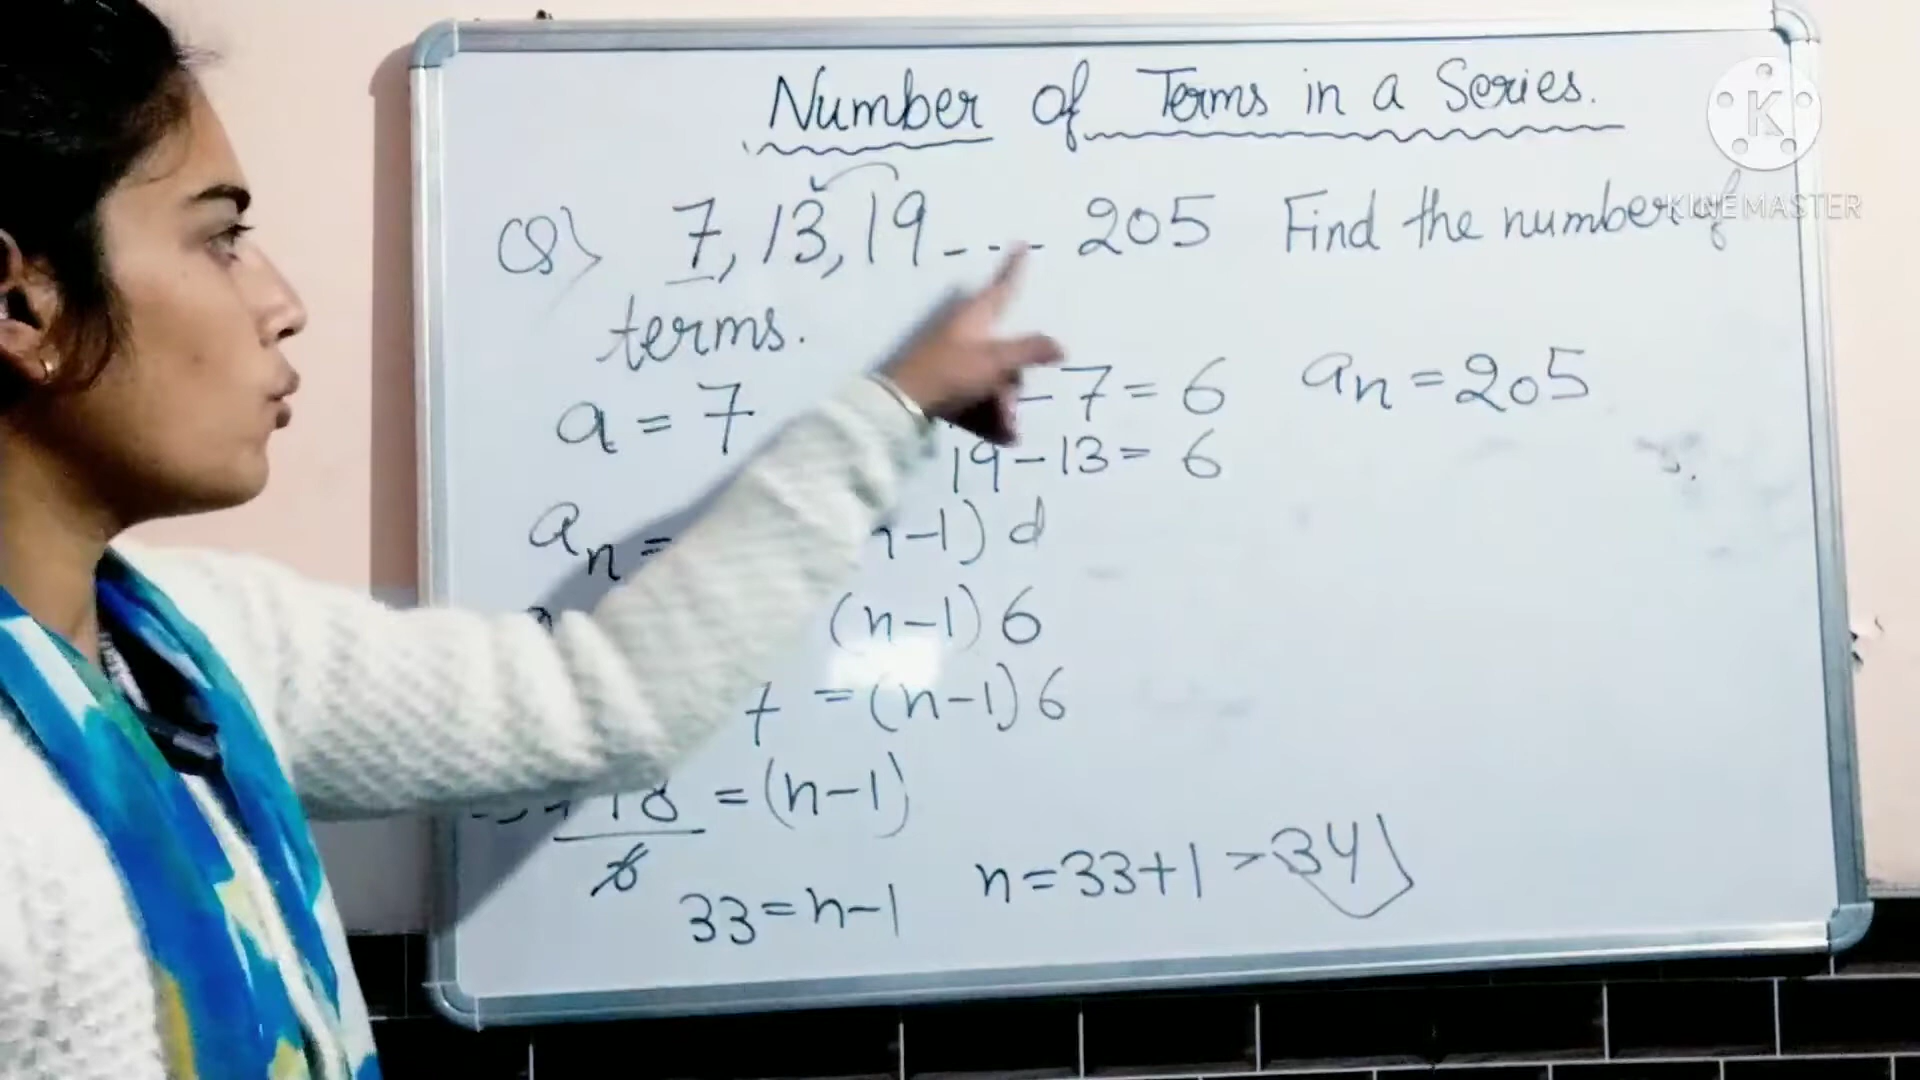 Number of Terms in a Series.
Q) 7, 13, 19 --- 205 Find the number of
terms.
a = 7 - 7 = 6 an = 205
19 - 13 = 6
an = n-1) d
(n-1) 6
7 = (n-1) 6
18 = (n-1)
6
33 = n-1 n = 33+1 = 34
K
KINEMASTER